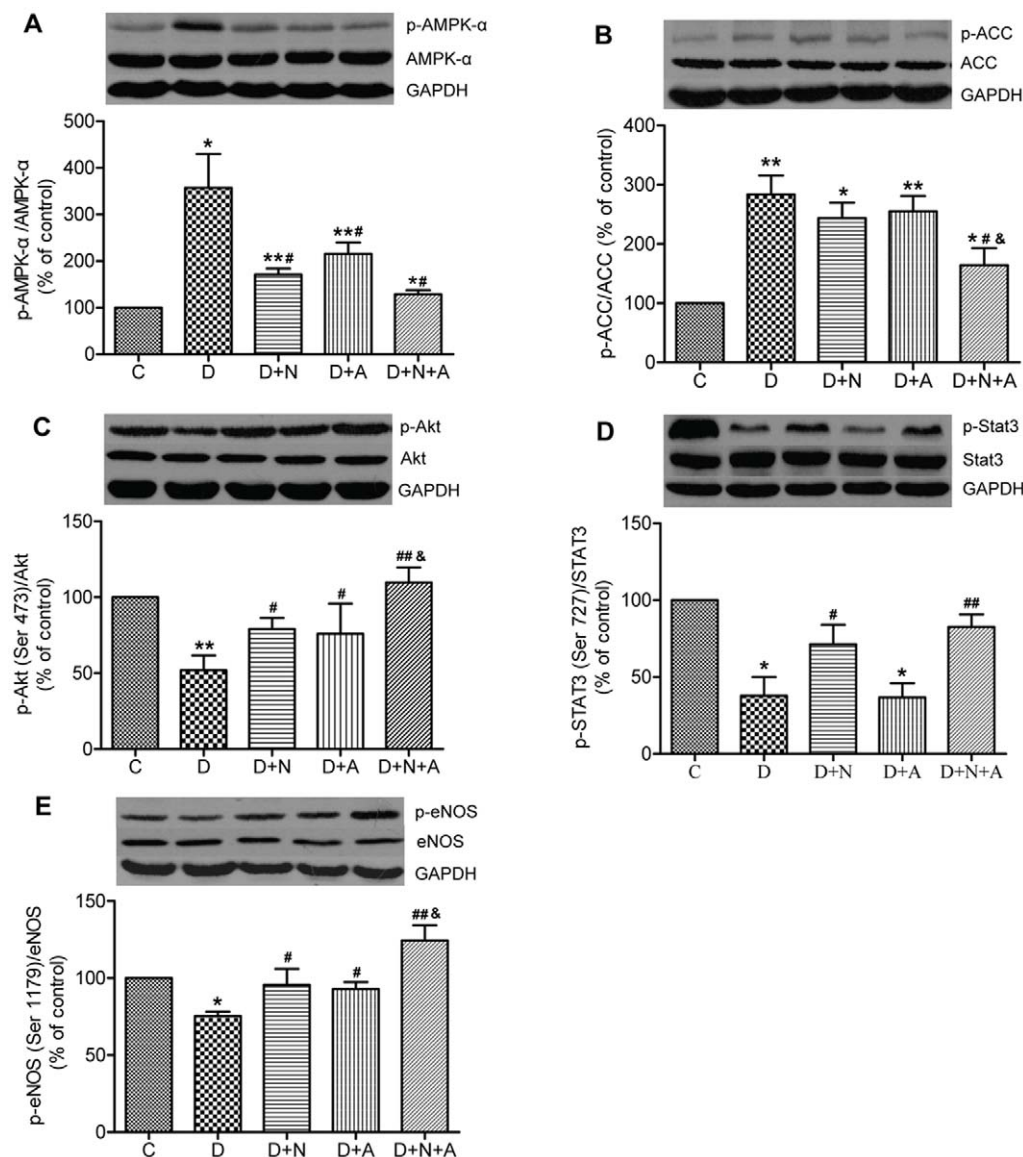 A
p-AMPK-α
AMPK-α
GAPDH
p-AMPK-α /AMPK-α
(% of control)
500
400
300
200
100
0
*
**#
**#
*#
C D D+N D+A D+N+A
B
p-ACC
ACC
GAPDH
p-ACC/ACC (% of control)
400
300
200
100
0
**
*
**
* # &
C D D+N D+A D+N+A
C
p-Akt
Akt
GAPDH
p-Akt (Ser 473)/Akt
(% of control)
150
100
50
0
**
#
#
## &
C D D+N D+A D+N+A
D
p-Stat3
Stat3
GAPDH
p-STAT3 (Ser 727)/STAT3
(% of control)
150
100
50
0
*
#
*
##
C D D+N D+A D+N+A
E
p-eNOS
eNOS
GAPDH
p-eNOS (Ser 1179)/eNOS
(% of control)
150
100
50
0
*
#
#
## &
C D D+N D+A D+N+A